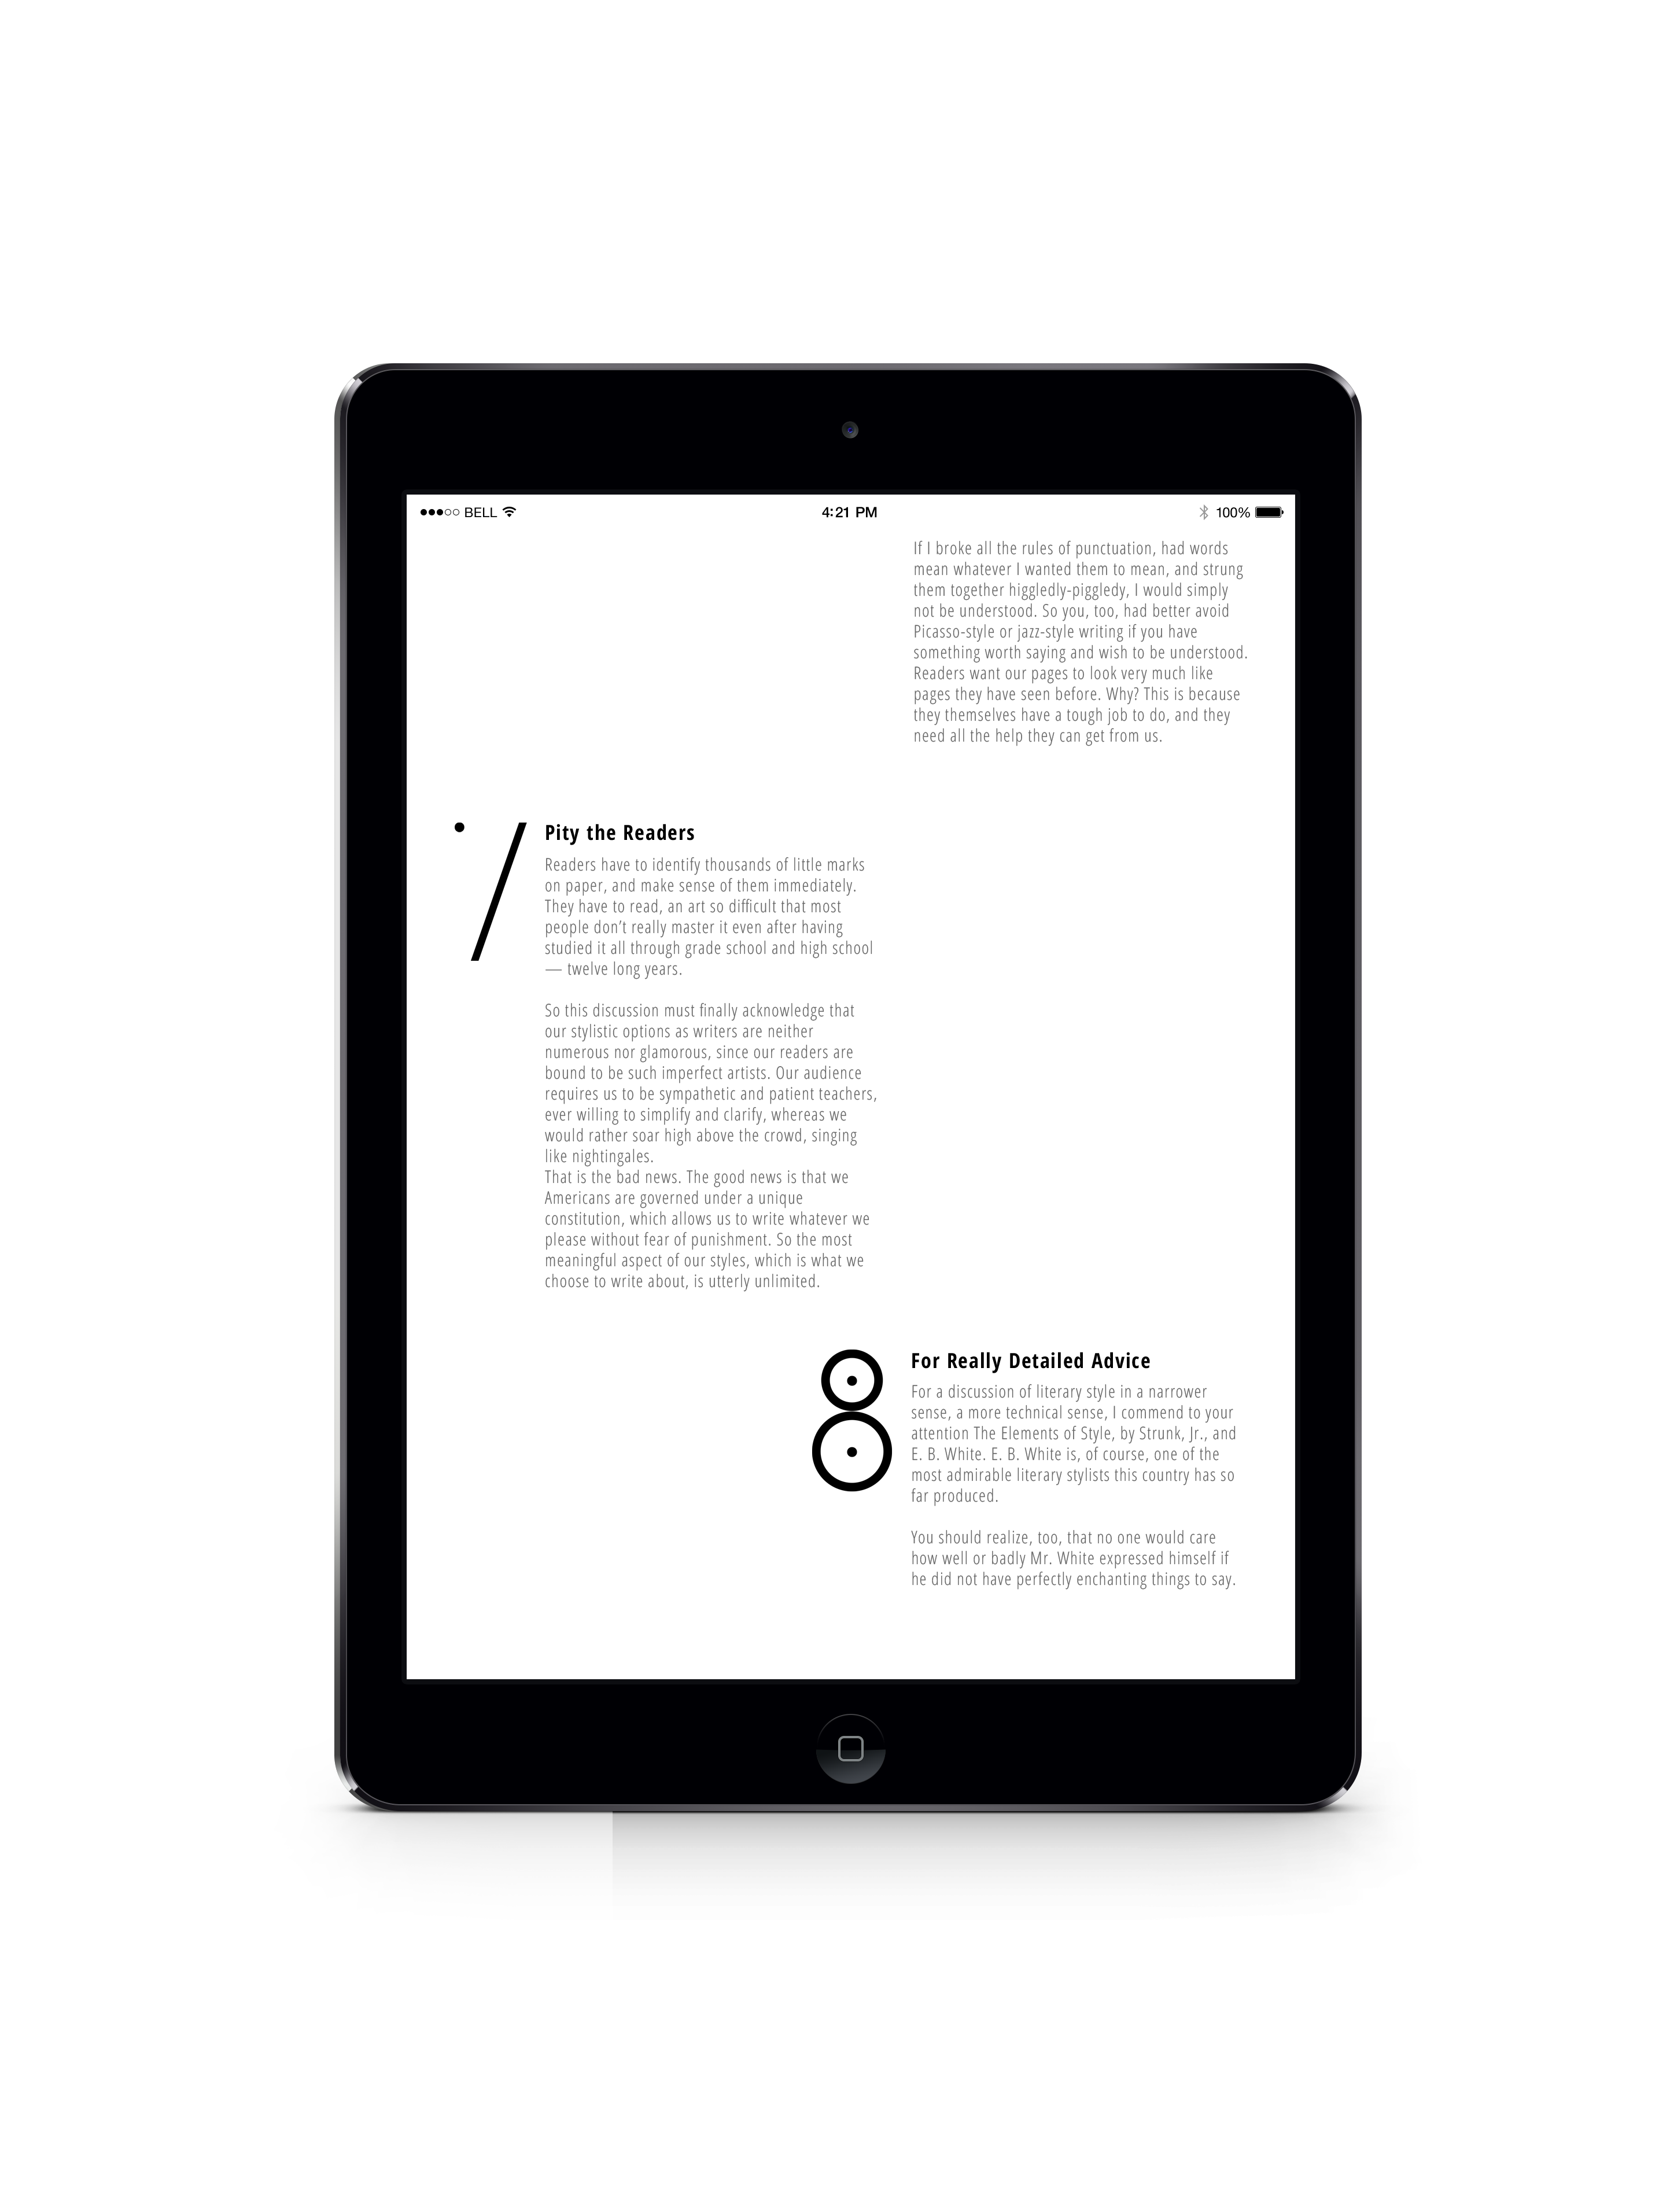 BELL 4:21 PM 100%
If I broke all the rules of punctuation, had words
mean whatever I wanted them to mean, and strung
them together higgledly-piggledy, I would simply
not be understood. So you, too, had better avoid
Picasso-style or jazz-style writing if you have
something worth saying and wish to be understood.
Readers want our pages to look very much like
pages they have seen before. Why? This is because
they themselves have a tough job to do, and they
need all the help they can get from us.
7
Pity the Readers
Readers have to identify thousands of little marks
on paper, and make sense of them immediately.
They have to read, an art so difficult that most
people don’t really master it even after having
studied it all through grade school and high school
— twelve long years.
So this discussion must finally acknowledge that
our stylistic options as writers are neither
numerous nor glamorous, since our readers are
bound to be such imperfect artists. Our audience
requires us to be sympathetic and patient teachers,
ever willing to simplify and clarify, whereas we
would rather soar high above the crowd, singing
like nightingales.
That is the bad news. The good news is that we
Americans are governed under a unique
constitution, which allows us to write whatever we
please without fear of punishment. So the most
meaningful aspect of our styles, which is what we
choose to write about, is utterly unlimited.
8
For Really Detailed Advice
For a discussion of literary style in a narrower
sense, a more technical sense, I commend to your
attention The Elements of Style, by Strunk, Jr., and
E. B. White. E. B. White is, of course, one of the
most admirable literary stylists this country has so
far produced.
You should realize, too, that no one would care
how well or badly Mr. White expressed himself if
he did not have perfectly enchanting things to say.